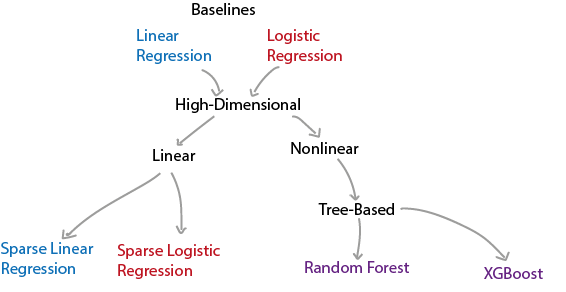 Baselines
Linear
Regression
Logistic
Regression
High-Dimensional
Linear
Nonlinear
Tree-Based
Sparse Linear
Regression
Sparse Logistic
Regression
Random Forest
XGBoost